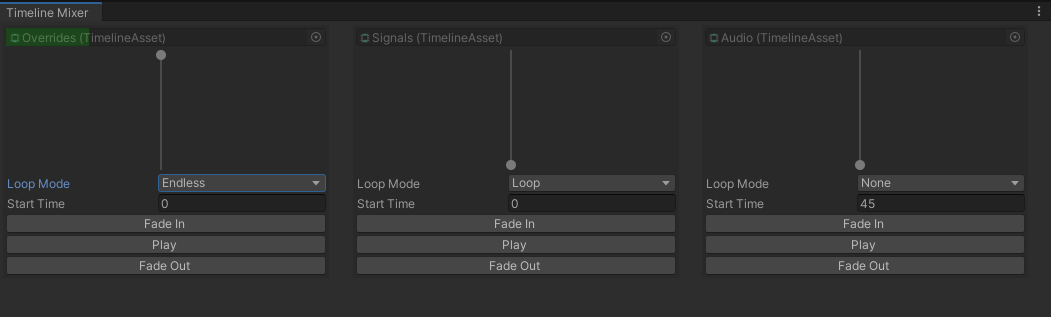 Timeline Mixer
Overrides (TimelineAsset)
Loop Mode Endless
Start Time 0
Fade In
Play
Fade Out
Signals (TimelineAsset)
Loop Mode Loop
Start Time 0
Fade In
Play
Fade Out
Audio (TimelineAsset)
Loop Mode None
Start Time 45
Fade In
Play
Fade Out